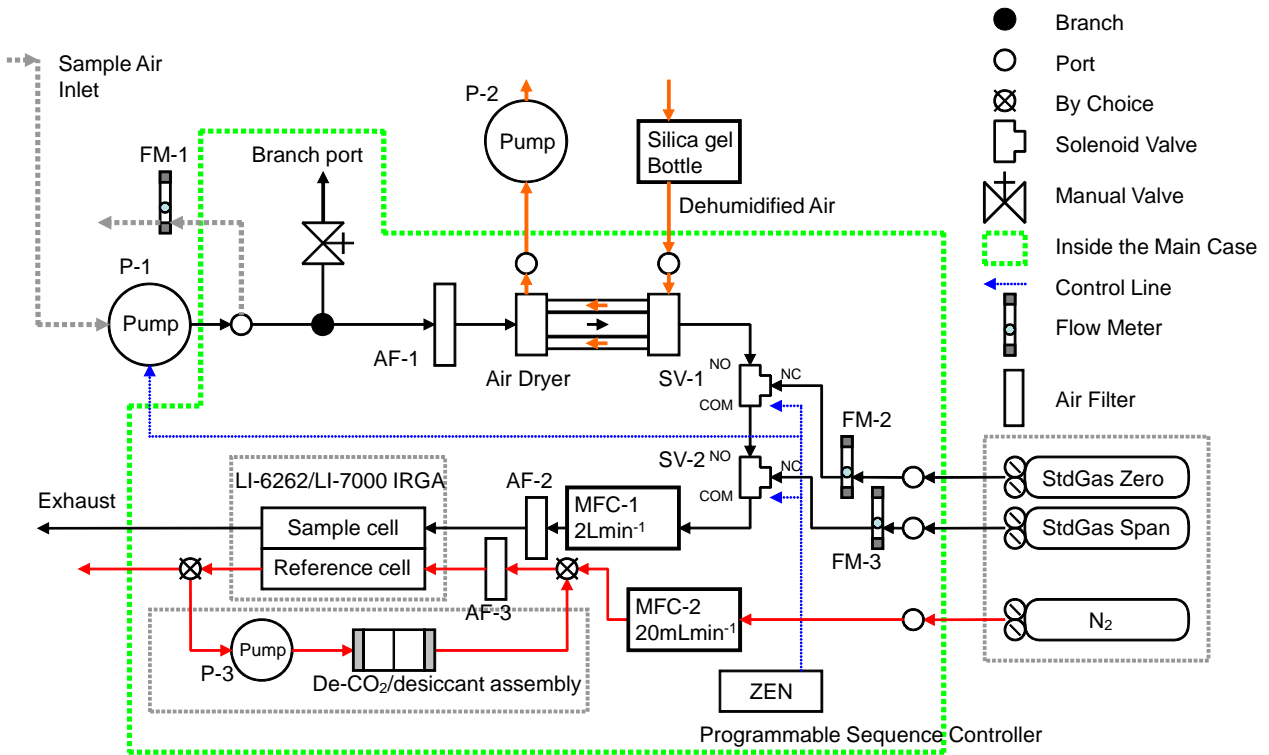 Sample Air
Inlet
FM-1
Branch port
P-2
Pump
Silica gel
Bottle
Dehumidified Air
P-1
Pump
AF-1
Air Dryer
SV-1
NO
NC
COM
SV-2
NO
NC
COM
FM-2
FM-3
StdGas Zero
StdGas Span
N₂
Exhaust
LI-6262/LI-7000 IRGA
Sample cell
Reference cell
AF-2
AF-3
MFC-1
2Lmin⁻¹
MFC-2
20mLmin⁻¹
P-3
Pump
De-CO₂/desiccant assembly
ZEN
Programmable Sequence Controller
Branch
Port
By Choice
Solenoid Valve
Manual Valve
Inside the Main Case
Control Line
Flow Meter
Air Filter